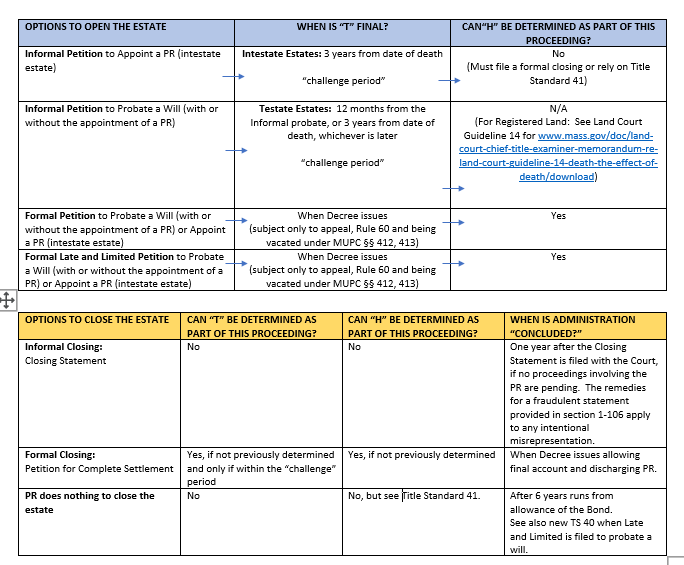 OPTIONS TO OPEN THE ESTATE
WHEN IS “T” FINAL?
CAN“H” BE DETERMINED AS PART OF THIS
PROCEEDING?
Informal Petition to Appoint a PR (intestate
estate)
Intestate Estates: 3 years from date of death
“challenge period”
No
(Must file a formal closing or rely on Title
Standard 41)
Informal Petition to Probate a Will (with or
without the appointment of a PR)
Testate Estates: 12 months from the
Informal probate, or 3 years from date of
death, whichever is later
“challenge period”
N/A
(For Registered Land: See Land Court
Guideline 14 for www.mass.gov/doc/land-
court-chief-title-examiner-memorandum-re-
land-court-guideline-14-death-the-effect-of-
death/download)
Formal Petition to Probate a Will (with or
without the appointment of a PR) or Appoint
a PR (intestate estate)
When Decree issues
(subject only to appeal, Rule 60 and being
vacated under MUPC §§ 412, 413)
Yes
Formal Late and Limited Petition to Probate
a Will (with or without the appointment of a
PR) or Appoint a PR (intestate estate)
When Decree issues
(subject only to appeal, Rule 60 and being
vacated under MUPC §§ 412, 413)
Yes
OPTIONS TO CLOSE THE ESTATE
CAN “T” BE DETERMINED AS
PART OF THIS PROCEEDING?
CAN “H” BE DETERMINED AS
PART OF THIS PROCEEDING?
WHEN IS ADMINISTRATION
“CONCLUDED?”
Informal Closing:
Closing Statement
No
No
One year after the Closing
Statement is filed with the Court,
if no proceedings involving the
PR are pending. The remedies
for a fraudulent statement
provided in section 1-106 apply
to any intentional
misrepresentation.
Formal Closing:
Petition for Complete Settlement
Yes, if not previously determined
and only if within the “challenge”
period
Yes, if not previously determined
When Decree issues allowing
final account and discharging PR.
PR does nothing to close the
estate
No
No, but see Title Standard 41.
After 6 years runs from
allowance of the Bond.
See also new TS 40 when Late
and Limited is filed to probate a
will.